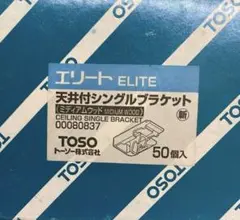 エリート ELITE
天井付シングルブラケット
ミディアムウッド MEDIUM WOOD 新
CEILING SINGLE BRACKET
00080837
TOSO
トーソー株式会社
50個入
TOSO